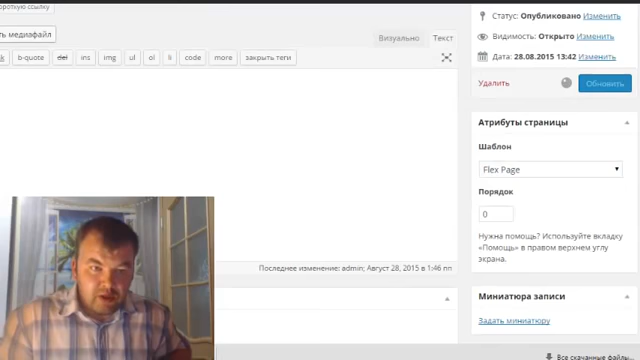 ороткую ссылку
ть медиафайл
Визуально Текст
b-quote del ins img ul ol li code more закрыть теги
Последнее изменение: admin; Август 28, 2015 в 1:46 пп
Статус: Опубликовано Изменить
Видимость: Открыто Изменить
Дата: 28.08.2015 13:42 Изменить
Удалить
Обновить
Атрибуты страницы
Шаблон
Flex Page
Порядок
0
Нужна помощь? Используйте вкладку
«Помощь» в правом верхнем углу
экрана.
Миниатюра записи
Задать миниатюру
Все скачанные файлы...